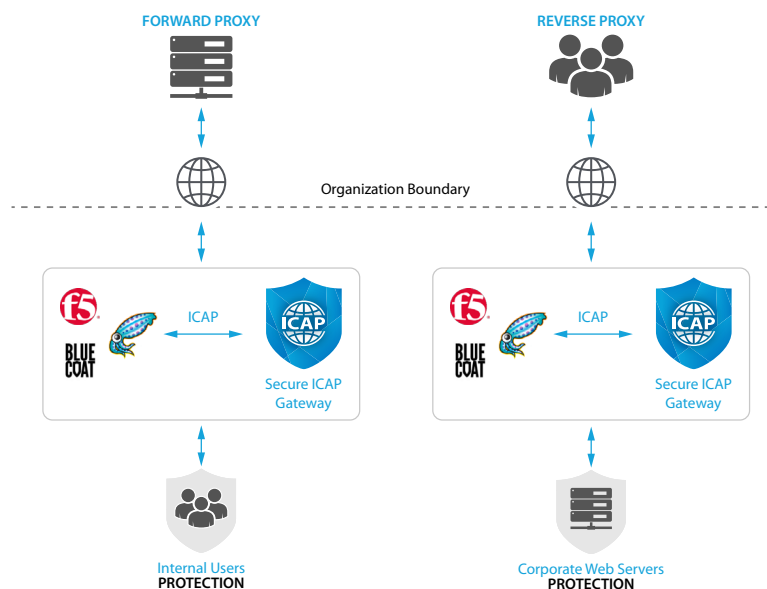 FORWARD PROXY
REVERSE PROXY
Organization Boundary
f5.
ICAP
ICAP
BLUE
COAT
Secure ICAP
Gateway
f5.
ICAP
ICAP
BLUE
COAT
Secure ICAP
Gateway
Internal Users
PROTECTION
Corporate Web Servers
PROTECTION